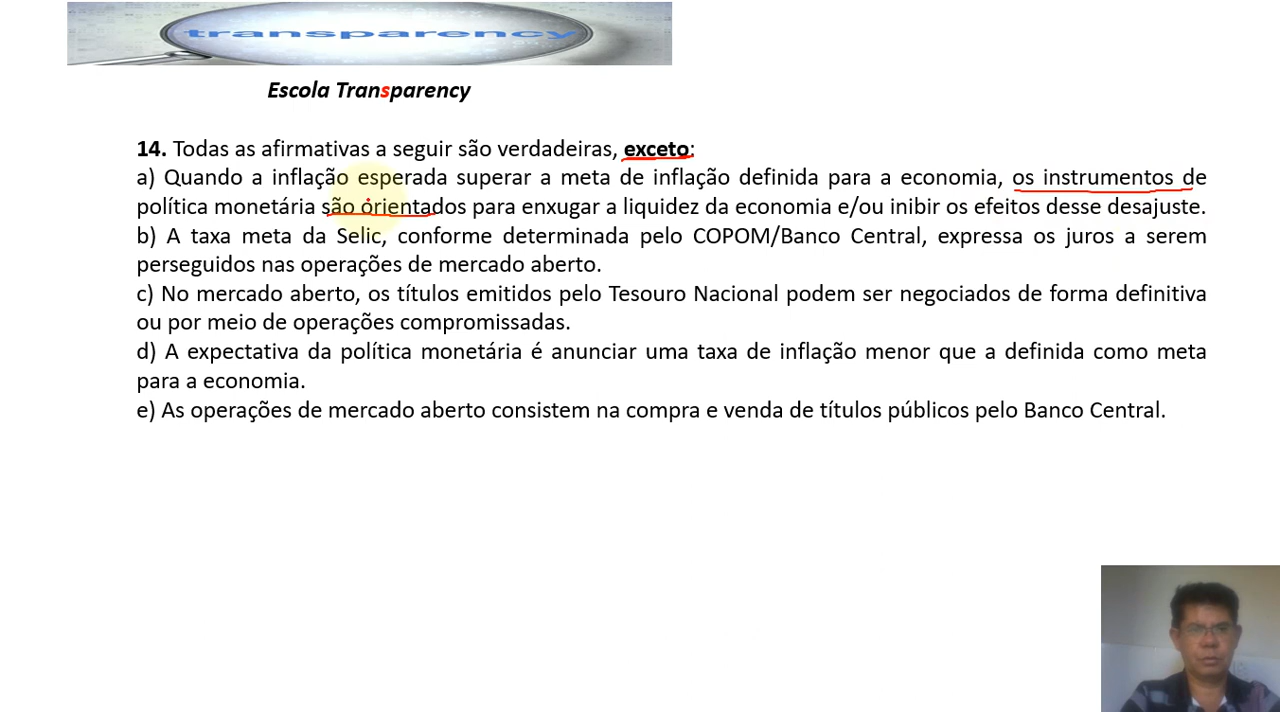 transparency
Escola Transparency
14. Todas as afirmativas a seguir são verdadeiras, exceto:
a) Quando a inflação esperada superar a meta de inflação definida para a economia, os instrumentos de
política monetária são orientados para enxugar a liquidez da economia e/ou inibir os efeitos desse desajuste.
b) A taxa meta da Selic, conforme determinada pelo COPOM/Banco Central, expressa os juros a serem
perseguidos nas operações de mercado aberto.
c) No mercado aberto, os títulos emitidos pelo Tesouro Nacional podem ser negociados de forma definitiva
ou por meio de operações compromissadas.
d) A expectativa da política monetária é anunciar uma taxa de inflação menor que a definida como meta
para a economia.
e) As operações de mercado aberto consistem na compra e venda de títulos públicos pelo Banco Central.